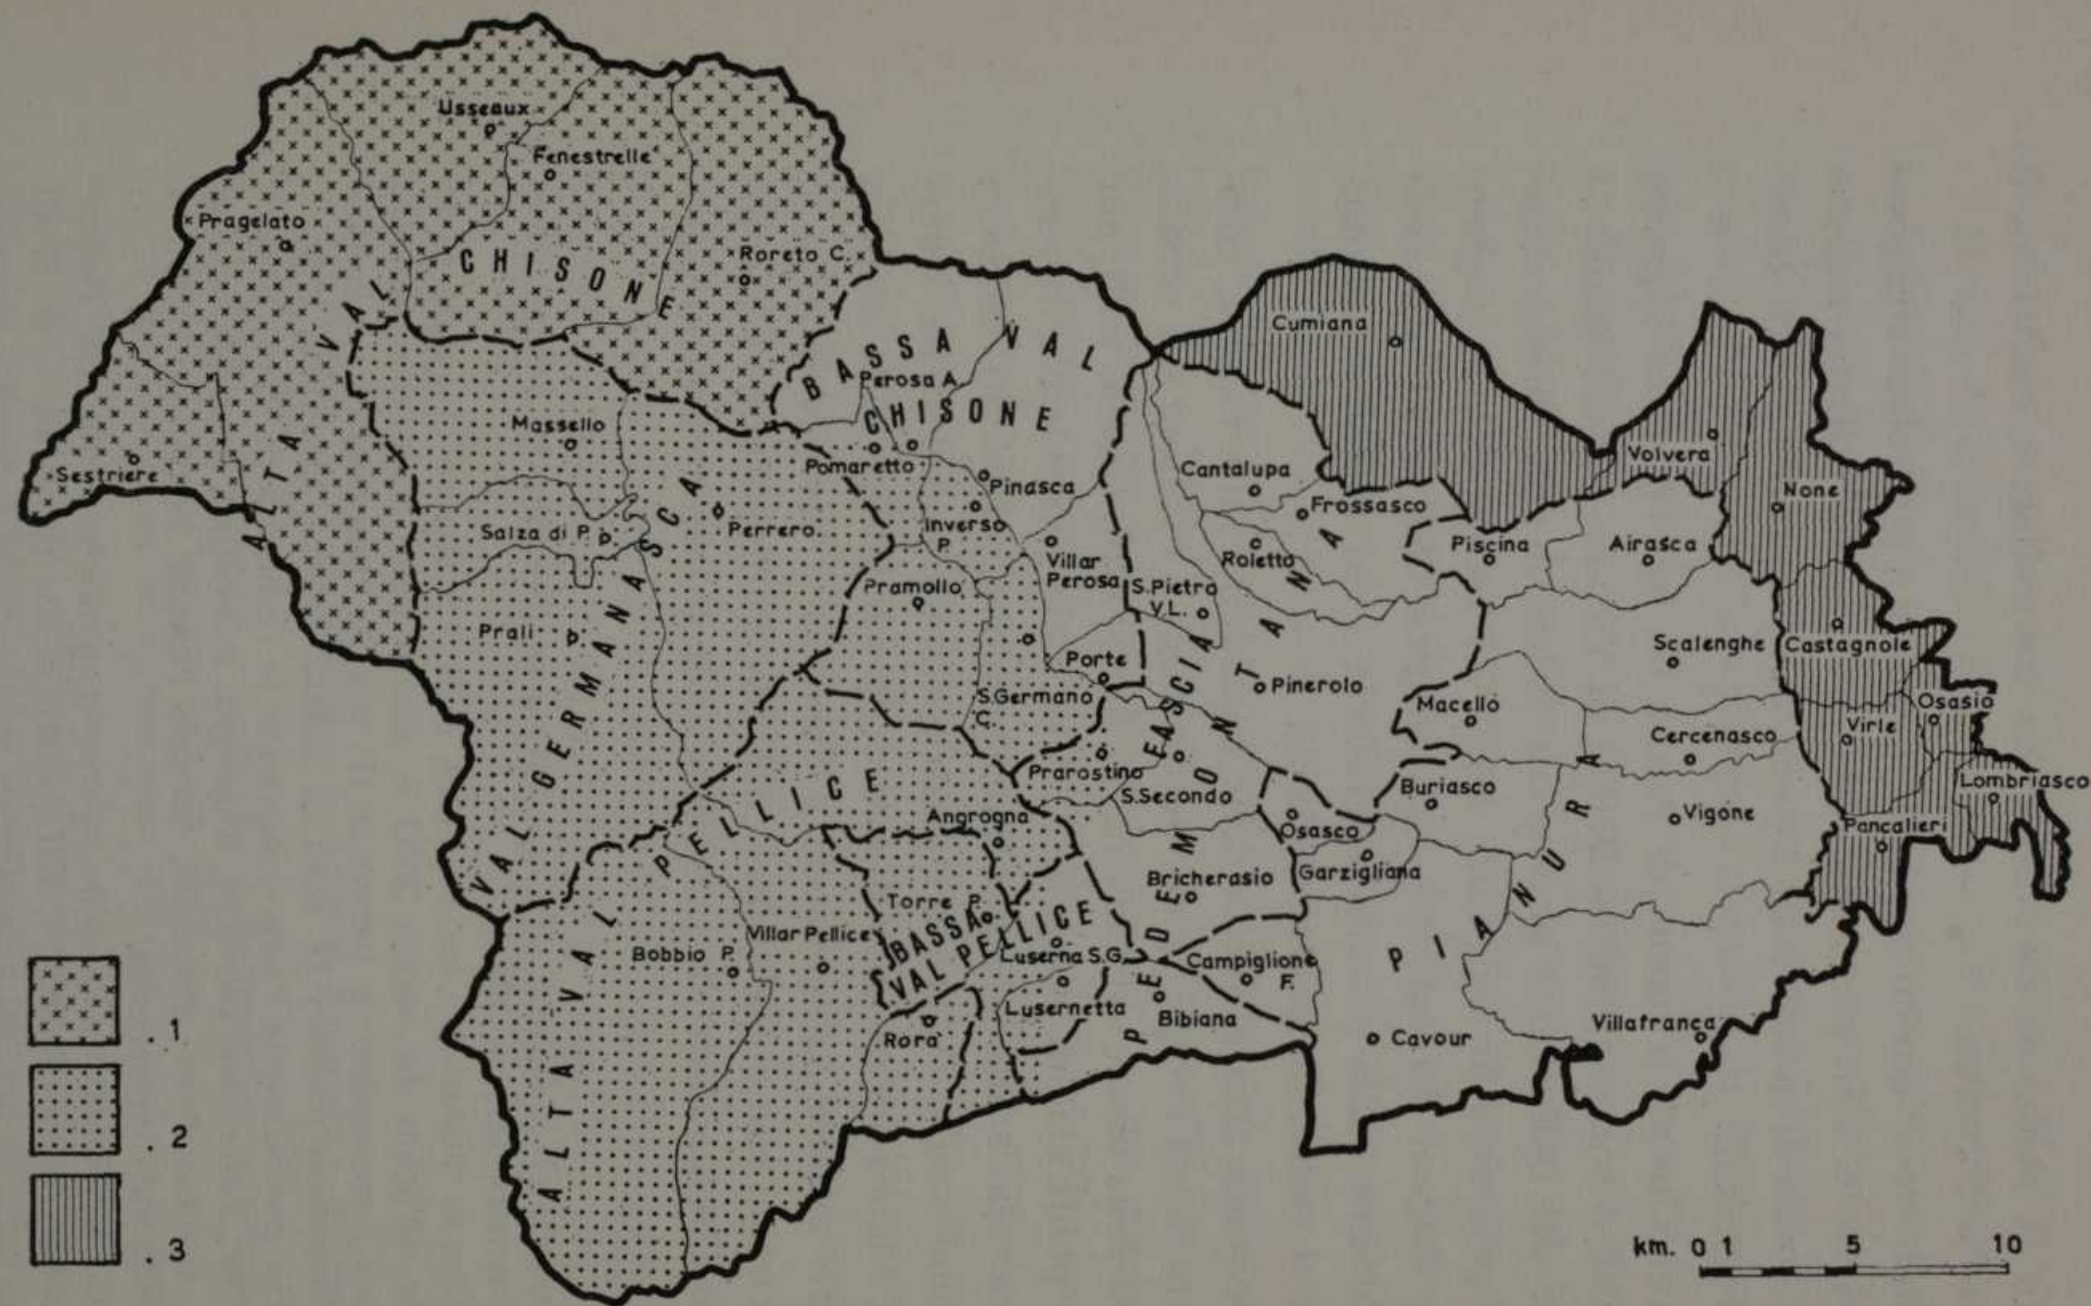 Usseaux
Fenestrelle
Pragelato
Roreto C.
ALTA VAL CHISONE
Sestriere
BASSA VAL CHISONE
Perosa A.
Pomaretto
Pinasca
Inverso P.
Villar Perosa
Pramollo
Porte
S.Germano C.
Massello
Salza di P.
Perrero
Prali
VAL GERMANASCA
Cumiana
Volvera
None
Cantalupa
Frossasco
Roletto
Piscina
Airasca
S.Pietro V.L.
Scalenghe
Castagnole
Pinerolo
Macello
Osasio
Virle
Cercenasco
Lombriasco
Prarostino
S.Secondo
Buriasco
Vigone
Pancalieri
Osasco
Garzigliana
Bricherasio
FASCIA PEDEMONTANA
PIANURA
Angrogna
Torre P.
BASSA VAL PELLICE
Villar Pellice
Bobbio P.
Luserna S.G.
Lusernetta
Rorà
ALTA VAL PELLICE
Campiglione F.
Bibiana
Cavour
Villafranca
. 1
. 2
. 3
km. 0 1 5 10